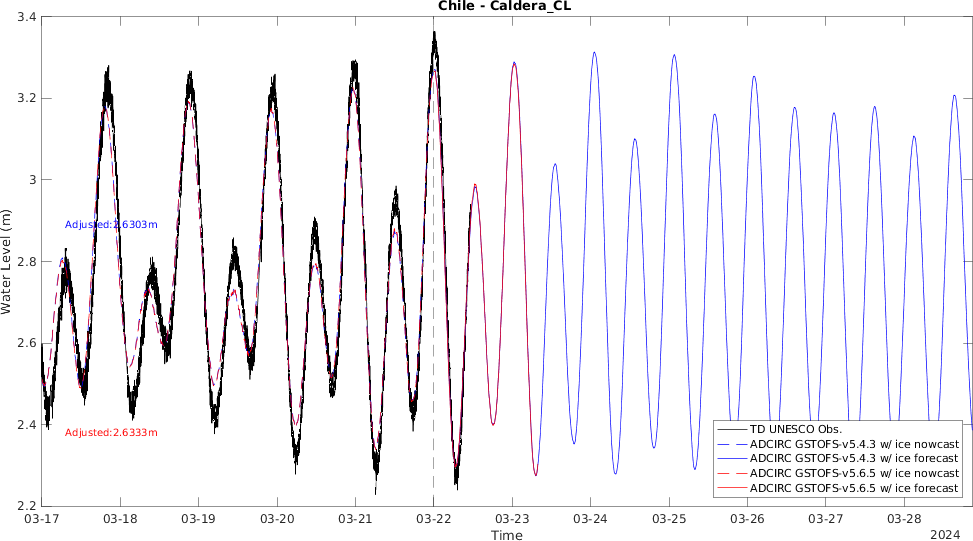 Chile - Caldera_CL
3.4
3.2
3
2.8
2.6
2.4
2.2
Water Level (m)
Adjusted:2.6303m
Adjusted:2.6333m
TD UNESCO Obs.
ADCIRC GSTOFS-v5.4.3 w/ ice nowcast
ADCIRC GSTOFS-v5.4.3 w/ ice forecast
ADCIRC GSTOFS-v5.6.5 w/ ice nowcast
ADCIRC GSTOFS-v5.6.5 w/ ice forecast
03-17 03-18 03-19 03-20 03-21 03-22 03-23 03-24 03-25 03-26 03-27 03-28
Time
2024